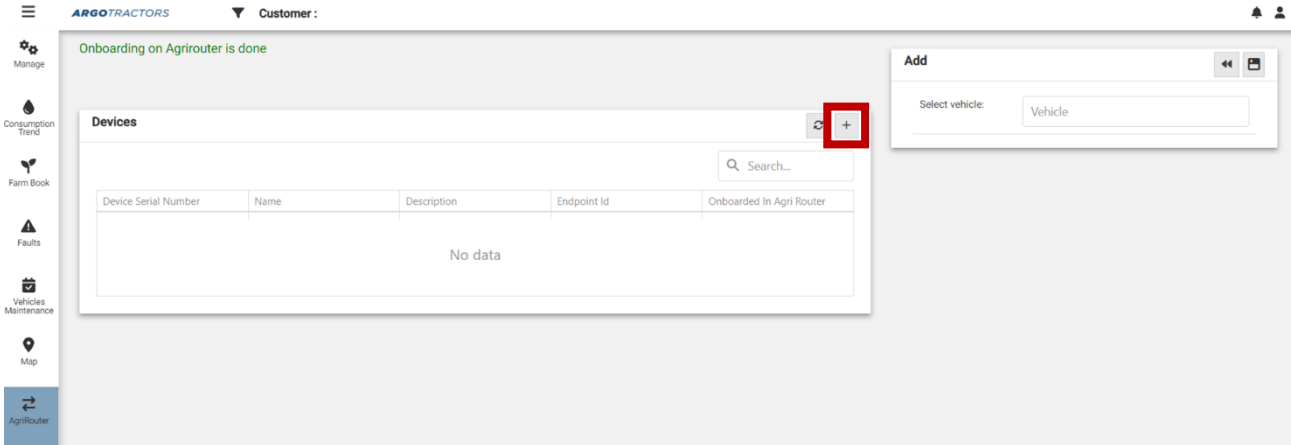 ARGOTRACTORS
Customer :
Manage
Consumption
Trend
Farm Book
Faults
Vehicles
Maintenance
Map
AgriRouter
Onboarding on Agrirouter is done
Devices
+
Search...
Device Serial Number Name Description Endpoint Id Onboarded In Agri Router
No data
Add
Select vehicle: Vehicle